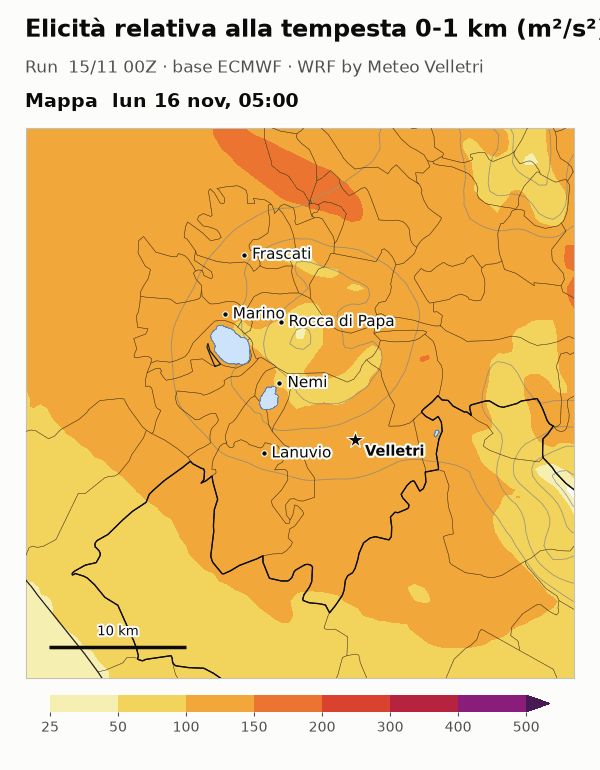 Elicità relativa alla tempesta 0-1 km (m²/s²)
Run  15/11 00Z · base ECMWF · WRF by Meteo Velletri
Mappa  lun 16 nov, 05:00
Frascati
Marino
Rocca di Papa
Nemi
Velletri
Lanuvio
10 km
25 50 100 150 200 300 400 500